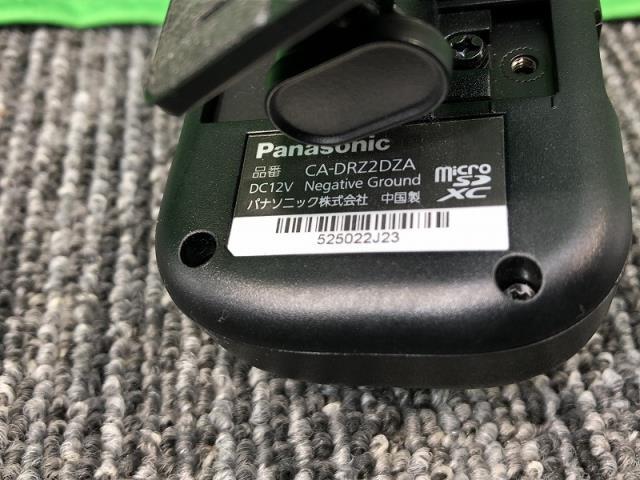 Panasonic
品番 CA-DRZ2DZA
DC12V Negative Ground
micro SD XC
パナソニック株式会社 中国製
525022J23